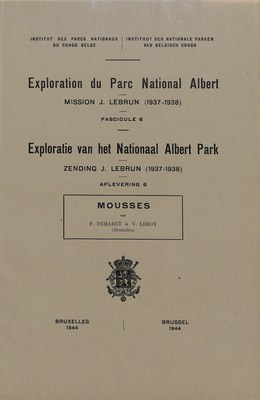 INSTITUT DES PARCS NATIONAUX
DU CONGO BELGE
INSTITUUT DER NATIONALE PARKEN
VAN BELGISCH CONGO
Exploration du Parc National Albert
MISSION J. LEBRUN (1937-1938)
FASCICULE 6
Exploratie van het Nationaal Albert Park
ZENDING J. LEBRUN (1937-1938)
AFLEVERING 6
MOUSSES
PAR
F. DEMARET & V. LEROY
(Bruxelles)
BRUXELLES
1944
BRUSSEL
1944